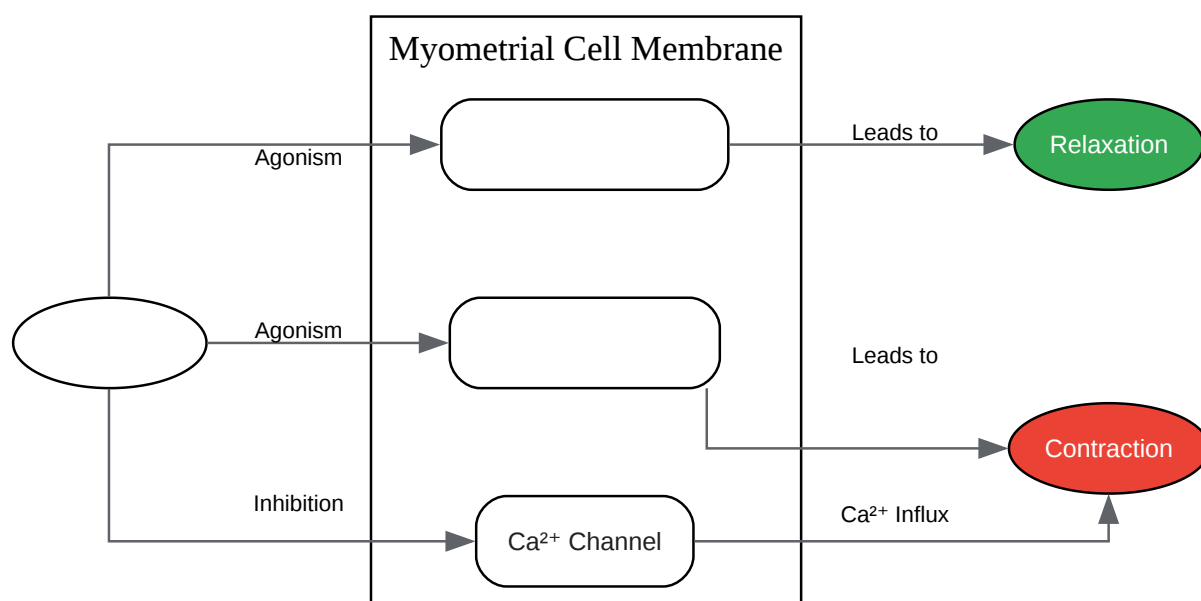 Myometrial Cell Membrane
Agonism
Leads to
Relaxation
Agonism
Leads to
Contraction
Inhibition
Ca²⁺ Channel
Ca²⁺ Influx